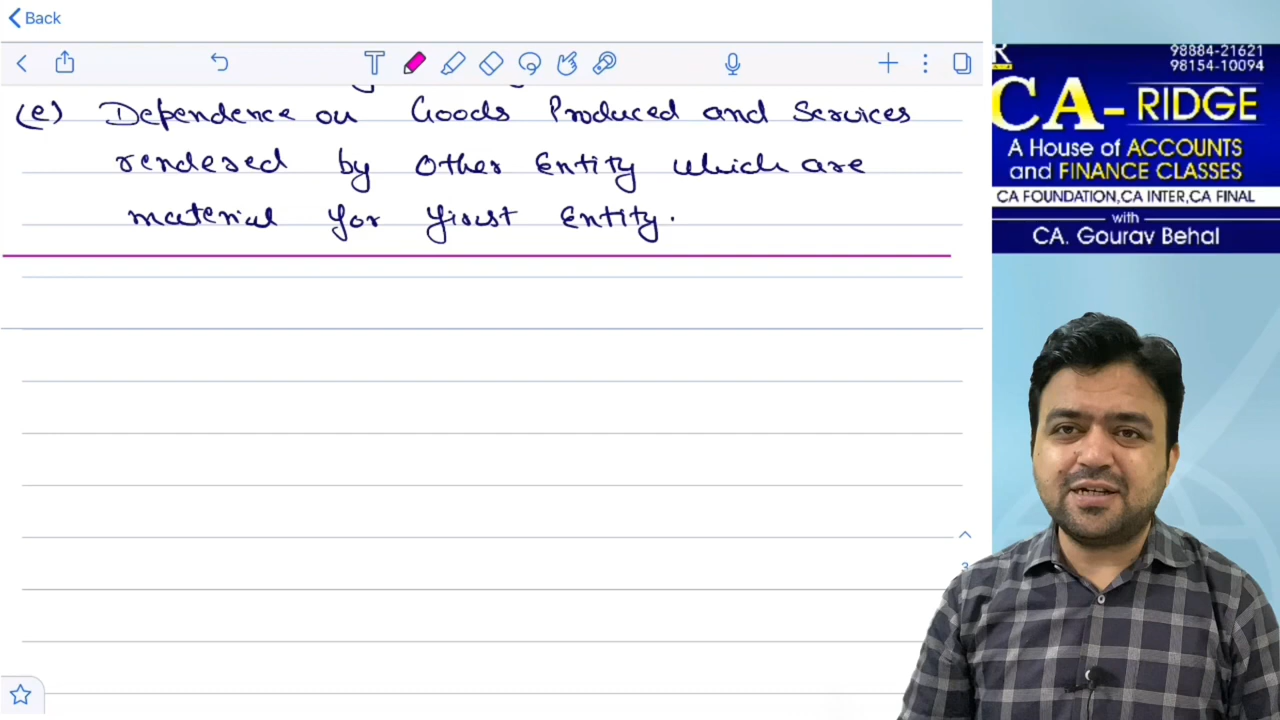 Back
(e) Dependence on Goods Produced and Services
rendered by Other Entity which are
material for first Entity.
3
R
98884-21621
98154-10094
CA-RIDGE
A House of ACCOUNTS
and FINANCE CLASSES
CA FOUNDATION,CA INTER,CA FINAL
with
CA. Gourav Behal